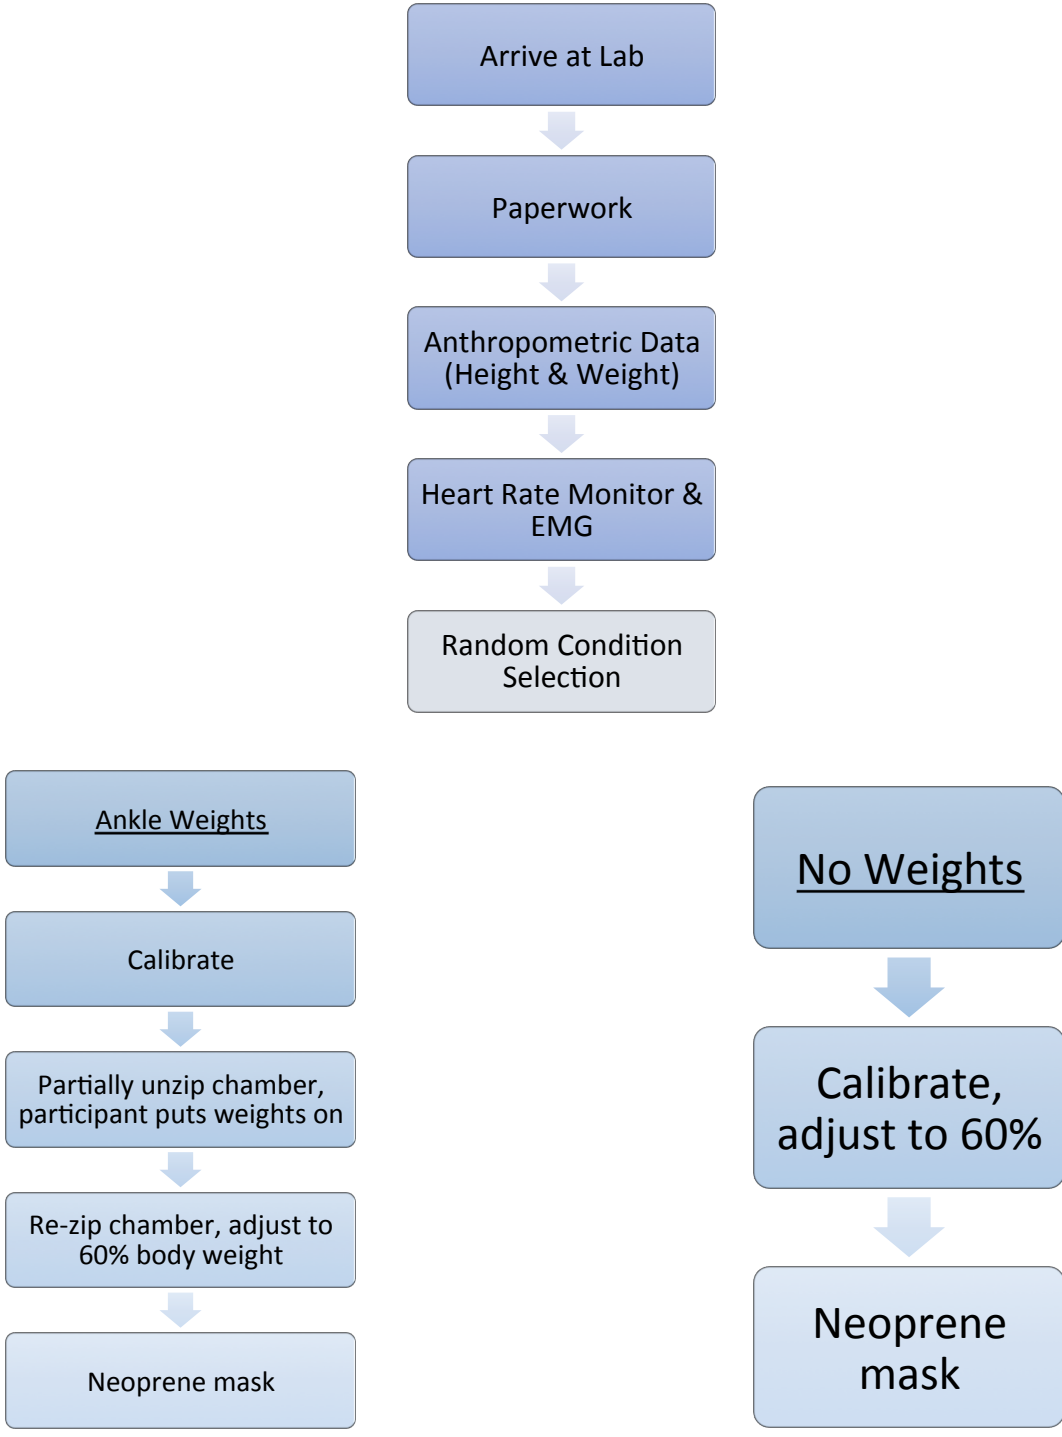 Arrive at Lab
Paperwork
Anthropometric Data
(Height & Weight)
Heart Rate Monitor &
EMG
Random Condition
Selection
Ankle Weights
Calibrate
Partially unzip chamber,
participant puts weights on
Re-zip chamber, adjust to
60% body weight
Neoprene mask
No Weights
Calibrate,
adjust to 60%
Neoprene
mask